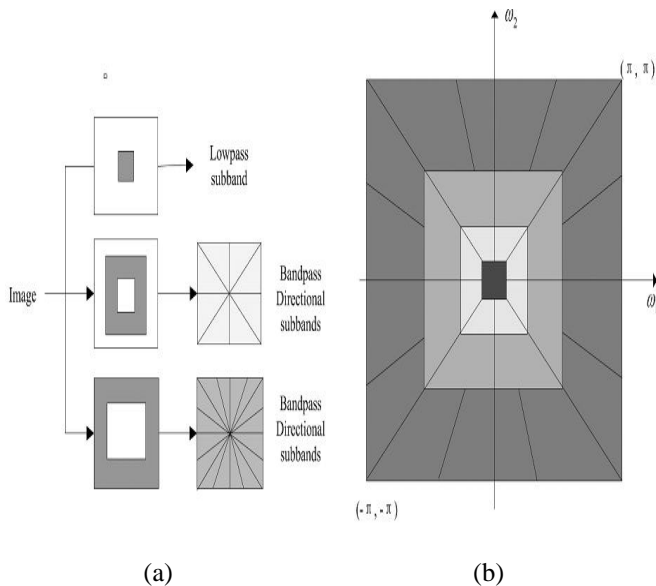 Lowpass
subband
Image
Bandpass
Directional
subbands
Bandpass
Directional
subbands
(a)
ω₂
(π, π)
ω
(-π, -π)
(b)